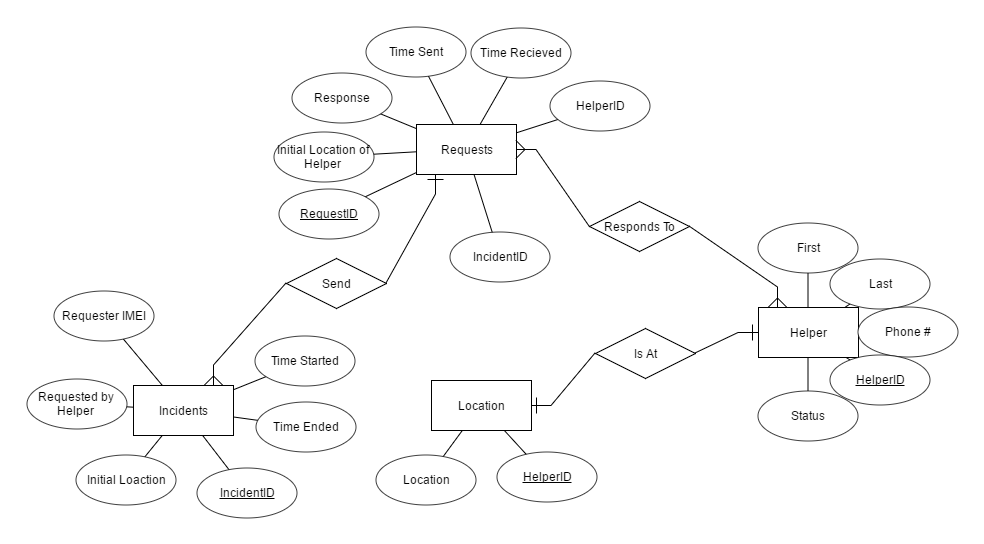 Time Sent
Time Recieved
Response
HelperID
Initial Location of
Helper
Requests
RequestID
Responds To
IncidentID
First
Send
Last
Requester IMEI
Phone #
Helper
Time Started
Is At
HelperID
Requested by
Helper
Incidents
Location
Status
Time Ended
Initial Loaction
IncidentID
Location
HelperID